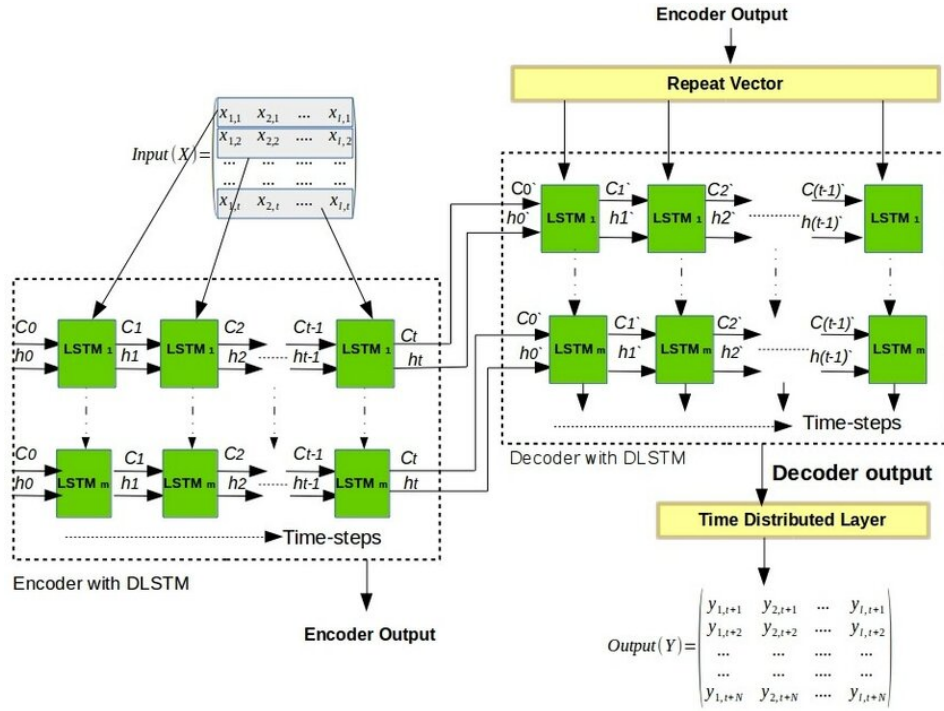 Encoder Output
Repeat Vector
Input(X)=
x1,1 x2,1 ... xl,1
x1,2 x2,2 .... xl,2
... ... .... ...
... ... .... ...
x1,t x2,t .... xl,t
C0 C1 C2 Ct-1 Ct
h0 h1 h2 ........ ht-1 ht
LSTM 1 LSTM 1 LSTM 1
C0 C1 C2 Ct-1 Ct
h0 h1 h2 ........ ht-1 ht
LSTM m LSTM m LSTM m
Time-steps
Encoder with DLSTM
Encoder Output
C0` C1` C2` C(t-1)`
h0` h1` h2` ........ h(t-1)`
LSTM 1 LSTM 1 LSTM 1
C0` C1` C2` C(t-1)`
h0` h1` h2` ........ h(t-1)`
LSTM m LSTM m LSTM m
Time-steps
Decoder with DLSTM
Decoder output
Time Distributed Layer
Output(Y)=
y1,t+1 y2,t+1 ... yl,t+1
y1,t+2 y2,t+2 .... yl,t+2
... ... .... ...
... ... .... ...
y1,t+N y2,t+N .... yl,t+N